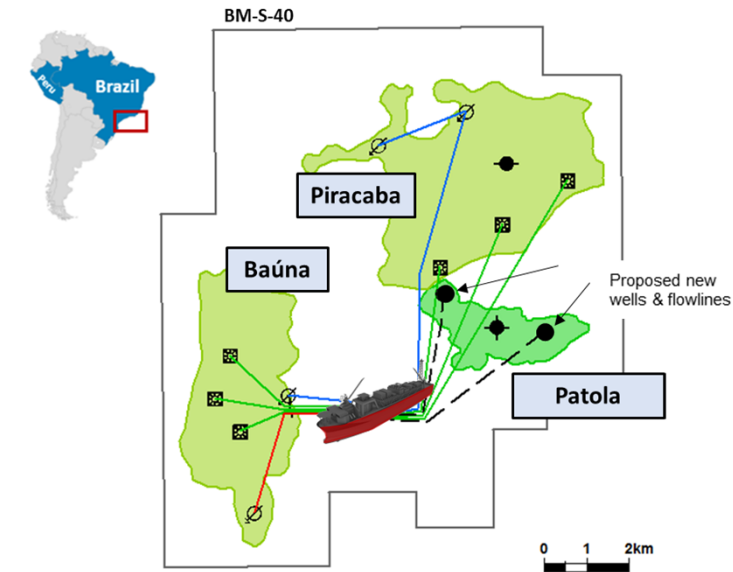 BM-S-40
Peru
Brazil
Piracaba
Baúna
Proposed new
wells & flowlines
Patola
0 1 2km